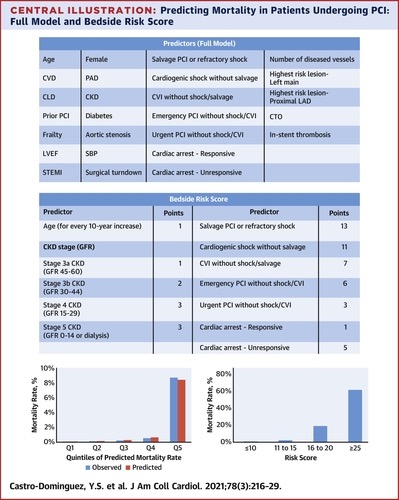 CENTRAL ILLUSTRATION: Predicting Mortality in Patients Undergoing PCI:
Full Model and Bedside Risk Score
Predictors (Full Model)
Age Female Salvage PCI or refractory shock Number of diseased vessels
CVD PAD Cardiogenic shock without salvage Highest risk lesion-
Left main
CLD CKD CVI without shock/salvage Highest risk lesion-
Proximal LAD
Prior PCI Diabetes Emergency PCI without shock/CVI CTO
Frailty Aortic stenosis Urgent PCI without shock/CVI In-stent thrombosis
LVEF SBP Cardiac arrest - Responsive
STEMI Surgical turndown Cardiac arrest - Unresponsive
Bedside Risk Score
Predictor Points Predictor Points
Age (for every 10-year increase) 1 Salvage PCI or refractory shock 13
CKD stage (GFR) Cardiogenic shock without salvage 11
Stage 3a CKD
(GFR 45-60) 1 CVI without shock/salvage 7
Stage 3b CKD
(GFR 30-44) 2 Emergency PCI without shock/CVI 6
Stage 4 CKD
(GFR 15-29) 3 Urgent PCI without shock/CVI 3
Stage 5 CKD
(GFR 0-14 or dialysis) 3 Cardiac arrest - Responsive 1
Cardiac arrest - Unresponsive 5
Mortality Rate, %
10%
8%
6%
4%
2%
0%
Q1 Q2 Q3 Q4 Q5
Quintiles of Predicted Mortality Rate
Observed Predicted
Mortality Rate, %
80%
60%
40%
20%
0%
≤10 11 to 15 16 to 20 ≥25
Risk Score
Castro-Dominguez, Y.S. et al. J Am Coll Cardiol. 2021;78(3):216–29.